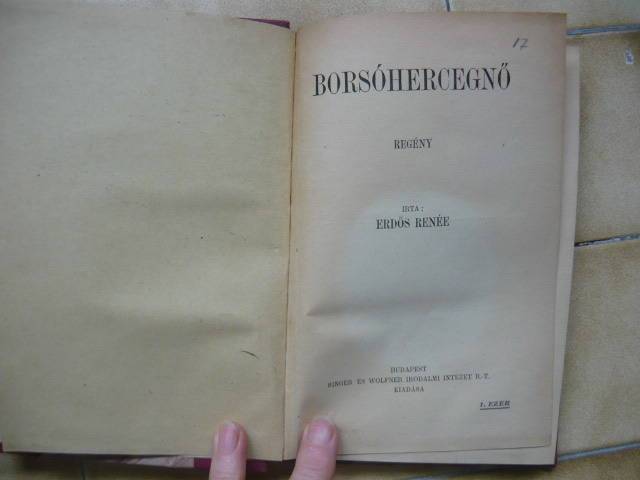 17
BORSÓHERCEGNŐ
REGÉNY
IRTA:
ERDŐS RENÉE
BUDAPEST
SINGER ÉS WOLFNER IRODALMI INTÉZET R.-T.
KIADÁSA
1. EZER